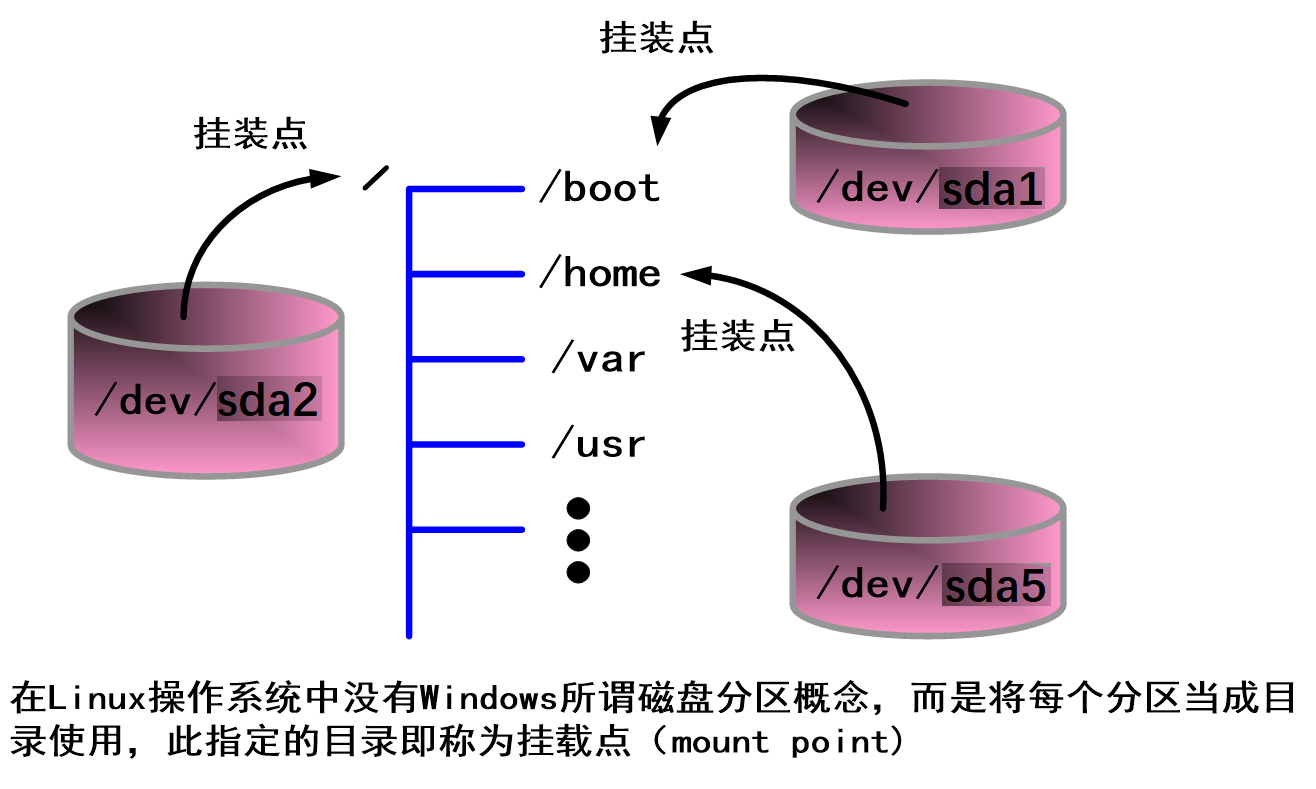 挂装点
挂装点
/
/boot
/dev/sda1
/home
挂装点
/var
/dev/sda2
/usr
/dev/sda5
在Linux操作系统中没有Windows所谓磁盘分区概念，而是将每个分区当成目
录使用，此指定的目录即称为挂载点（mount point)